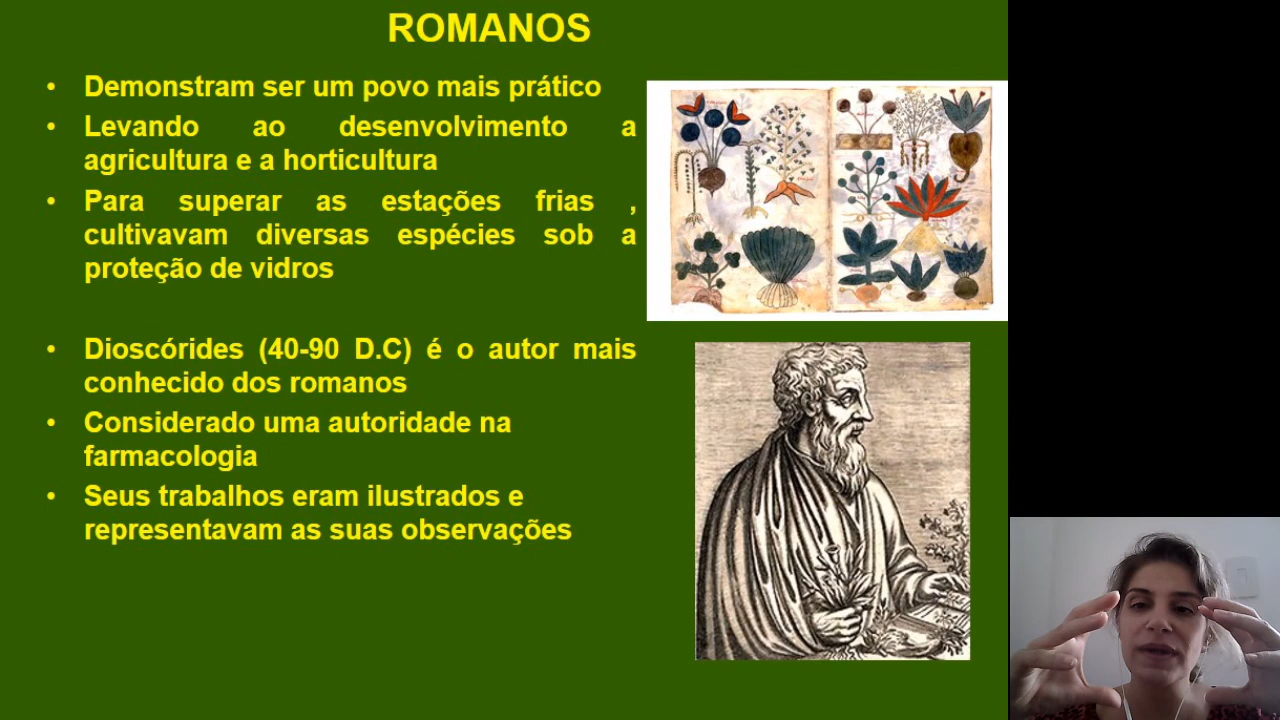 ROMANOS
• Demonstram ser um povo mais prático
• Levando ao desenvolvimento a
agricultura e a horticultura
• Para superar as estações frias ,
cultivavam diversas espécies sob a
proteção de vidros
• Dioscórides (40-90 D.C) é o autor mais
conhecido dos romanos
• Considerado uma autoridade na
farmacologia
• Seus trabalhos eram ilustrados e
representavam as suas observações